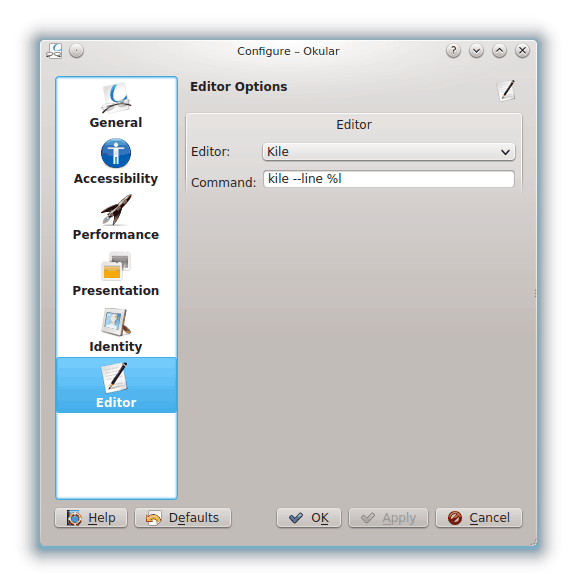 Configure – Okular
General
Accessibility
Performance
Presentation
Identity
Editor
Editor Options
Editor
Editor: Kile
Command: kile --line %l
Help Defaults OK Apply Cancel